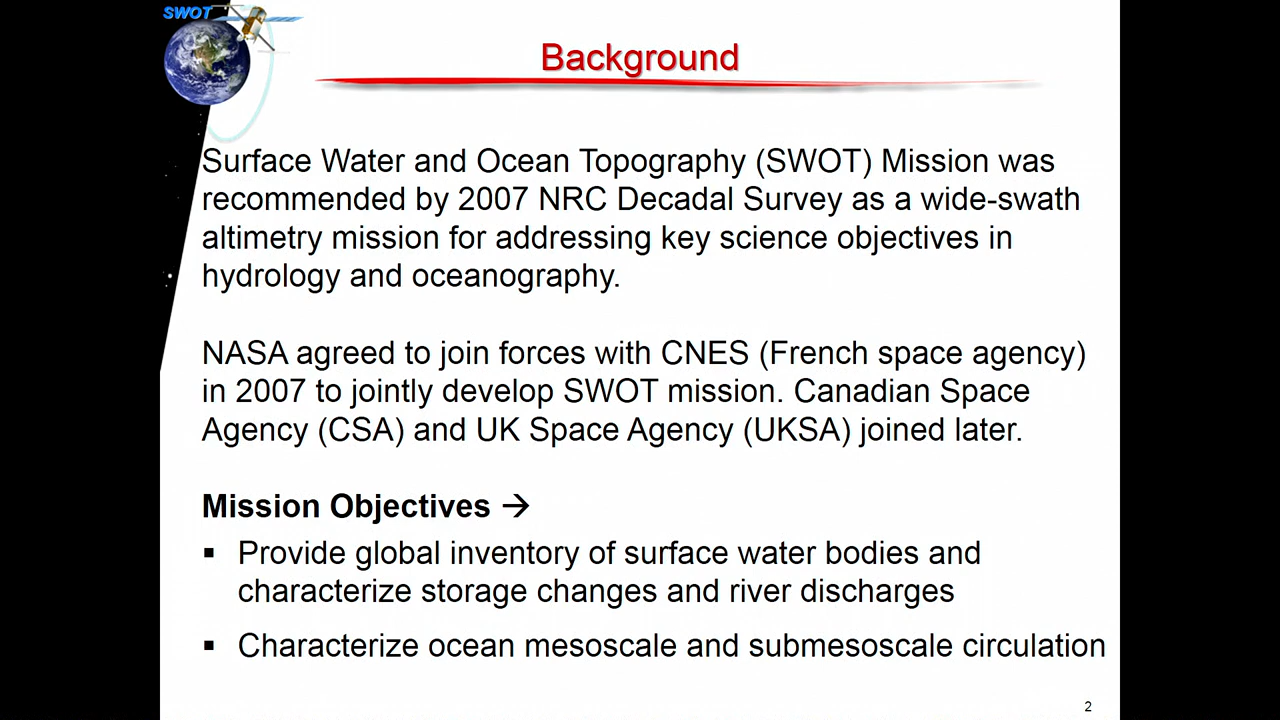 SWOT
Background
Surface Water and Ocean Topography (SWOT) Mission was
recommended by 2007 NRC Decadal Survey as a wide-swath
altimetry mission for addressing key science objectives in
hydrology and oceanography.
NASA agreed to join forces with CNES (French space agency)
in 2007 to jointly develop SWOT mission. Canadian Space
Agency (CSA) and UK Space Agency (UKSA) joined later.
Mission Objectives →
▪ Provide global inventory of surface water bodies and
characterize storage changes and river discharges
▪ Characterize ocean mesoscale and submesoscale circulation
2